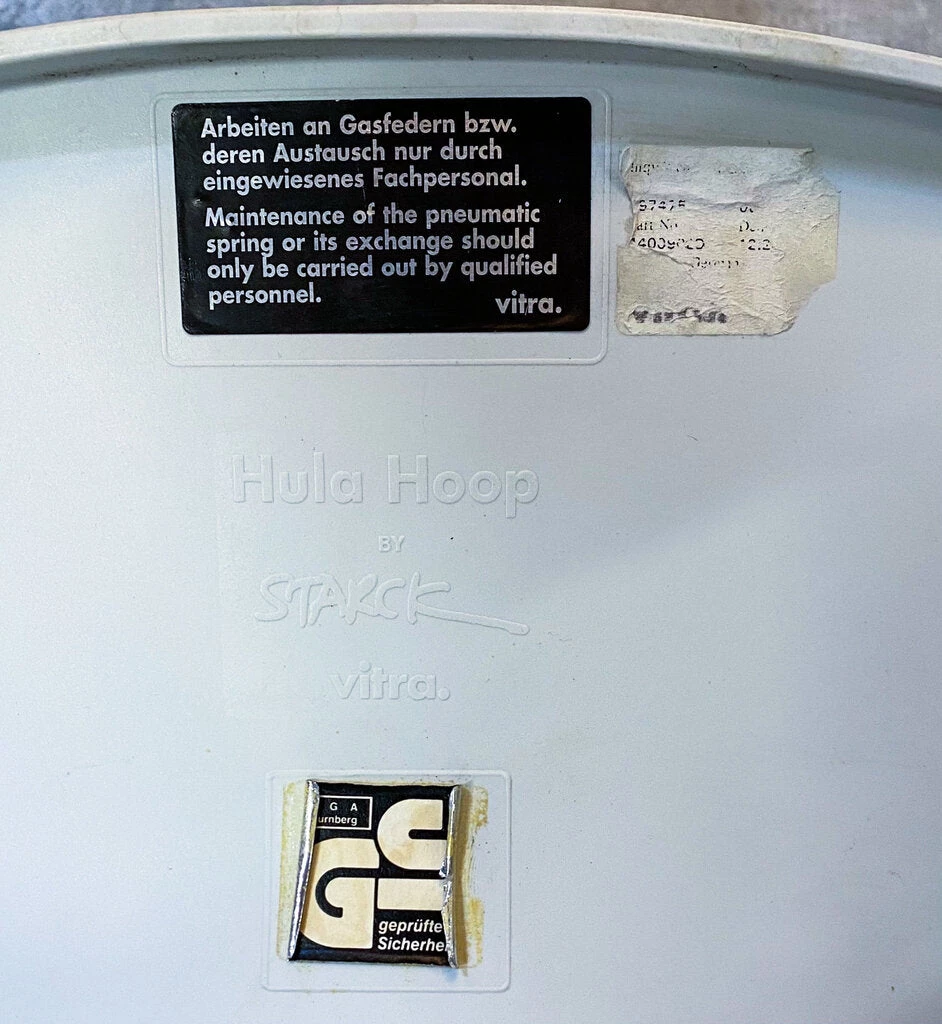 Arbeiten an Gasfedern bzw.
deren Austausch nur durch
eingewiesenes Fachpersonal.
Maintenance of the pneumatic
spring or its exchange should
only be carried out by qualified
personnel.
vitra.
Hula Hoop
BY
STARCK
vitra.
G A
urnberg
GS
geprüfte
Sicherhei